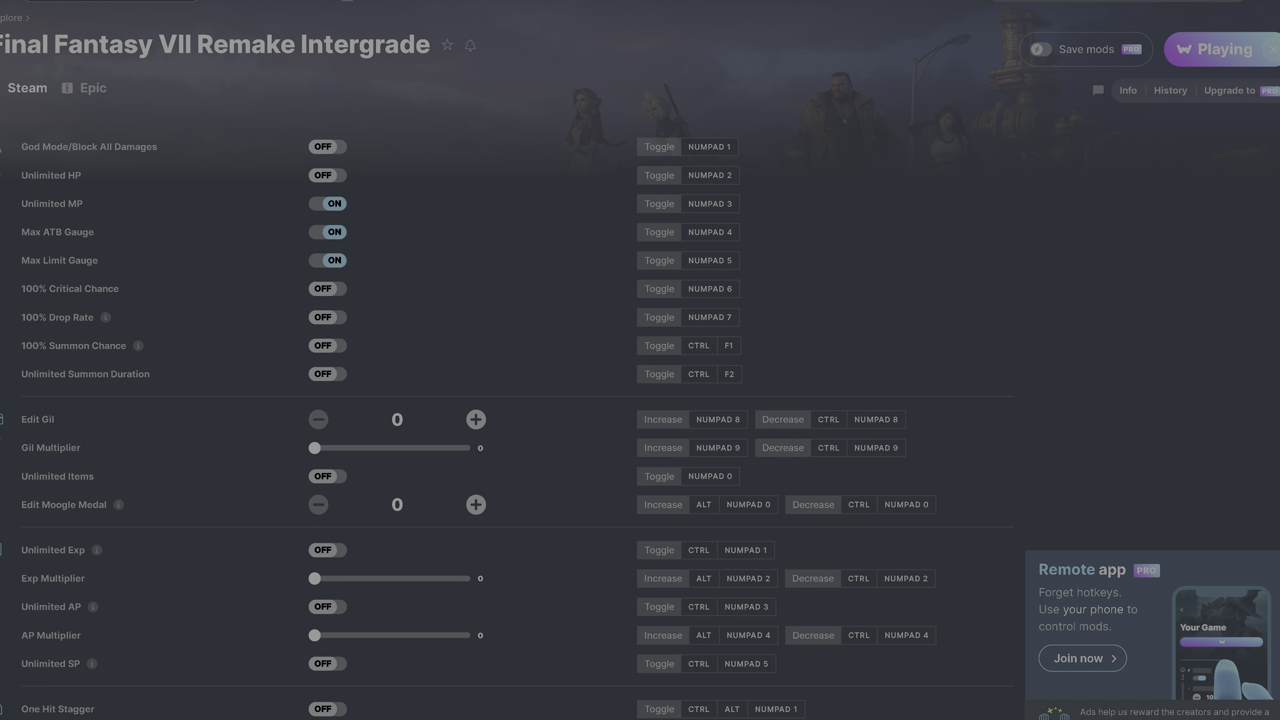 plore >
Final Fantasy VII Remake Intergrade
Save mods PRO
Playing
Steam Epic
Info History Upgrade to PRO
God Mode/Block All Damages OFF Toggle NUMPAD 1
Unlimited HP OFF Toggle NUMPAD 2
Unlimited MP ON Toggle NUMPAD 3
Max ATB Gauge ON Toggle NUMPAD 4
Max Limit Gauge ON Toggle NUMPAD 5
100% Critical Chance OFF Toggle NUMPAD 6
100% Drop Rate OFF Toggle NUMPAD 7
100% Summon Chance OFF Toggle CTRL F1
Unlimited Summon Duration OFF Toggle CTRL F2
Edit Gil 0 Increase NUMPAD 8 Decrease CTRL NUMPAD 8
Gil Multiplier 0 Increase NUMPAD 9 Decrease CTRL NUMPAD 9
Unlimited Items OFF Toggle NUMPAD 0
Edit Moogle Medal 0 Increase ALT NUMPAD 0 Decrease CTRL NUMPAD 0
Unlimited Exp OFF Toggle CTRL NUMPAD 1
Exp Multiplier 0 Increase ALT NUMPAD 2 Decrease CTRL NUMPAD 2
Unlimited AP OFF Toggle CTRL NUMPAD 3
AP Multiplier 0 Increase ALT NUMPAD 4 Decrease CTRL NUMPAD 4
Unlimited SP OFF Toggle CTRL NUMPAD 5
One Hit Stagger OFF Toggle CTRL ALT NUMPAD 1
Remote app PRO
Forget hotkeys.
Use your phone to
control mods.
Join now >
Your Game
Ads help us reward the creators and provide a